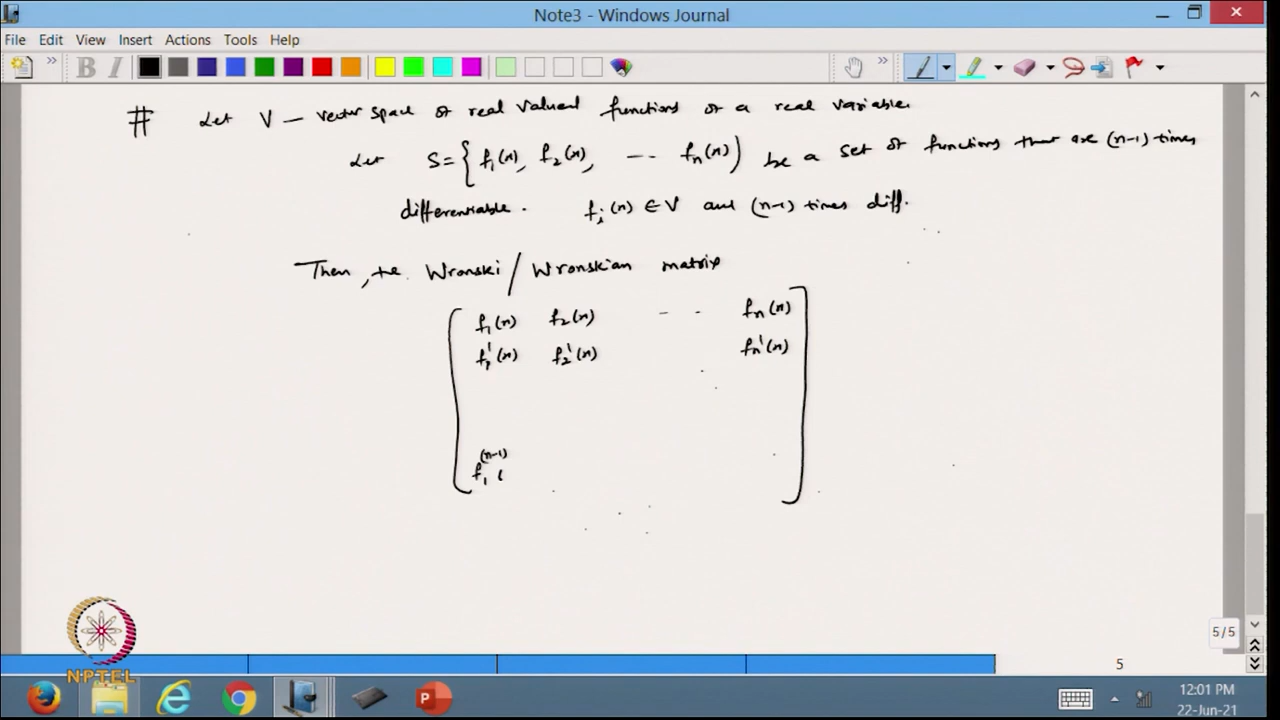 Note3 - Windows Journal
File Edit View Insert Actions Tools Help
# Let V — vector space of real valued functions of a real variable.
Let S = { f₁(x), f₂(x), -- fₙ(x) } be a set of functions that are (n-1) times
differentiable. fᵢ(x) ∈ V and (n-1) times diff.
Then, the Wronski / Wronskian matrix
f₁(x) f₂(x) - - fₙ(x)
f₁'(x) f₂'(x) fₙ'(x)
f₁⁽ⁿ⁻¹⁾(
5/5
NPTEL
5
12:01 PM
22-Jun-21